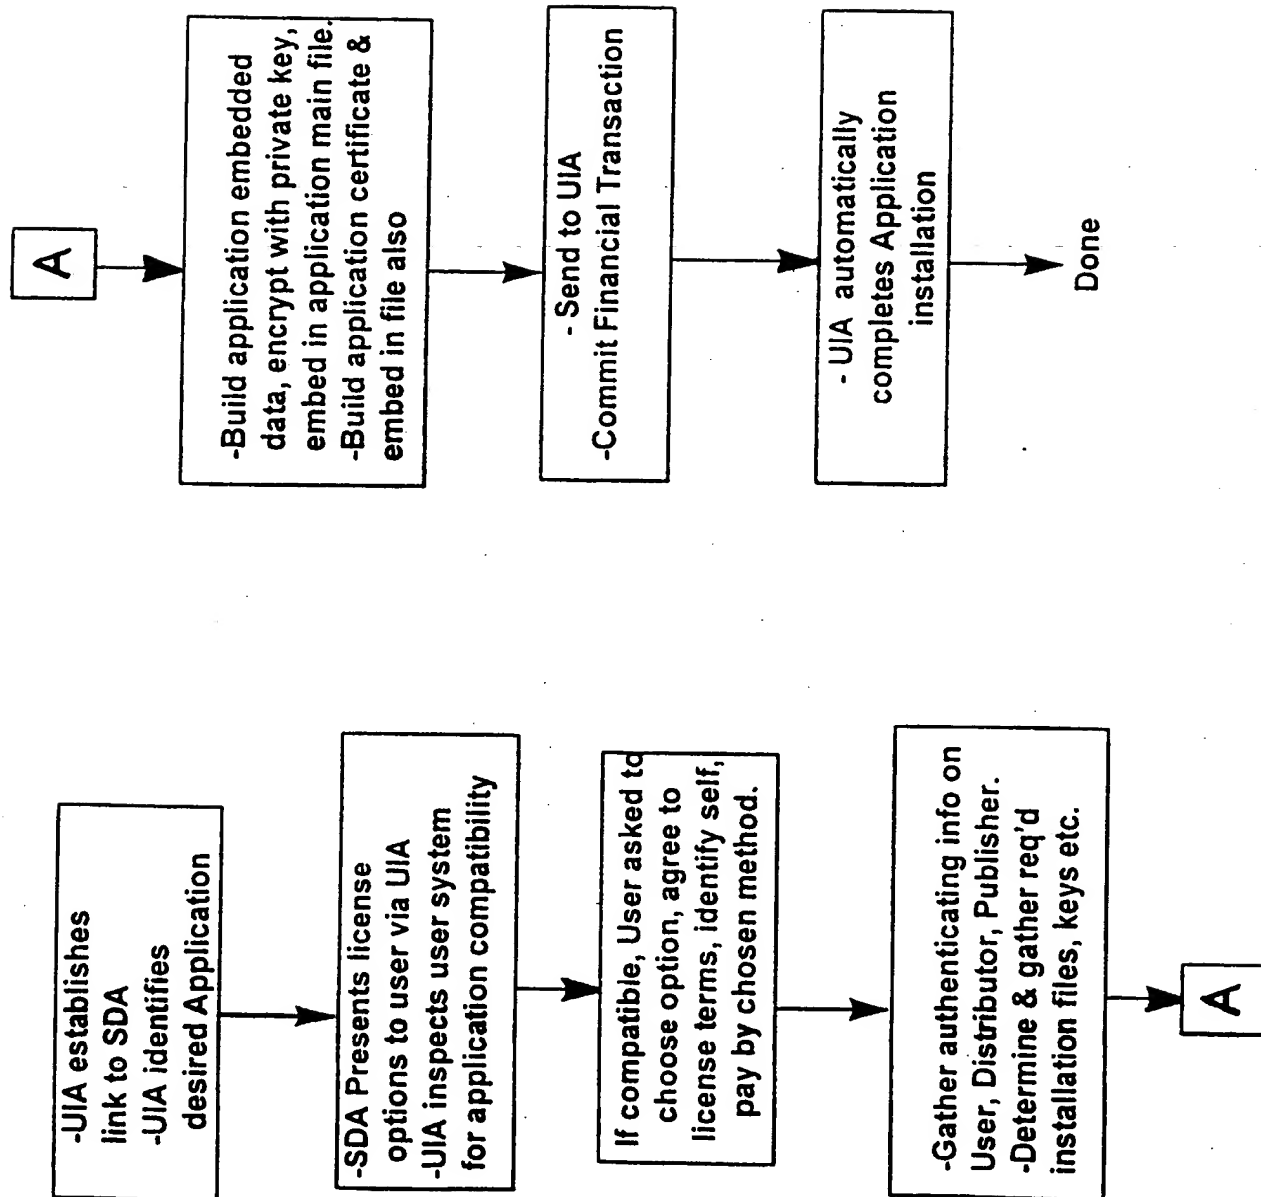 -UIA establishes
link to SDA
-UIA identifies
desired Application
-SDA Presents license
options to user via UIA
-UIA inspects user system
for application compatibility
If compatible, User asked to
choose option, agree to
license terms, identify self,
pay by chosen method.
-Gather authenticating info on
User, Distributor, Publisher.
-Determine & gather req'd
installation files, keys etc.
A
A
-Build application embedded
data, encrypt with private key,
embed in application main file.
-Build application certificate &
embed in file also
- Send to UIA
-Commit Financial Transaction
- UIA automatically
completes Application
installation
Done